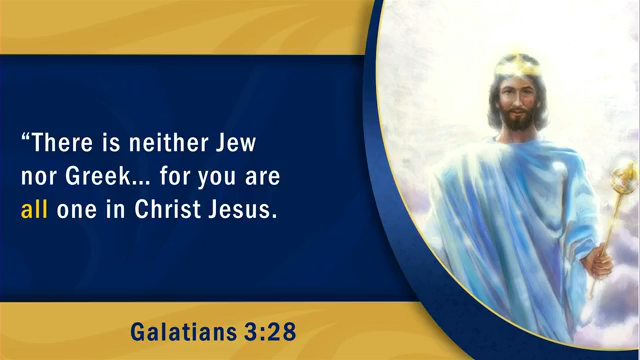 “There is neither Jew
nor Greek... for you are
all one in Christ Jesus.
Galatians 3:28